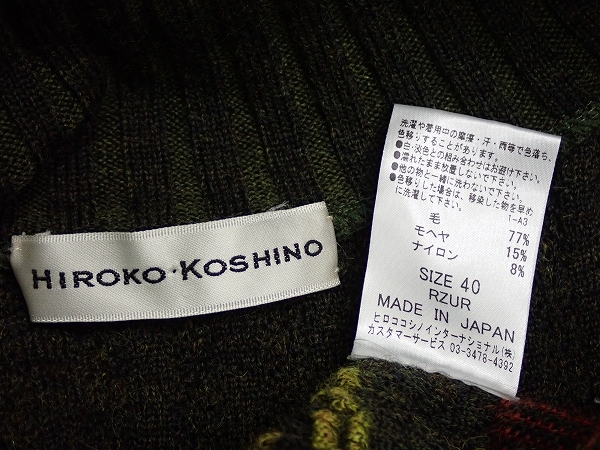 HIROKO·KOSHINO
洗濯や着用中の摩擦・汗・雨等で色落ち、
色移りすることがあります。
●白・淡色との組み合わせはお避け下さい。
●濡れたまま放置しないで下さい。
●他の物と一緒に洗わないで下さい。
●色移りした場合は、移染した物を早め
に洗濯して下さい。
T-A3
毛 77%
モヘヤ 15%
ナイロン 8%
SIZE 40
RZUR
MADE IN JAPAN
ヒロココシノインターナショナル(株)
カスタマーサービス 03-3478-4392